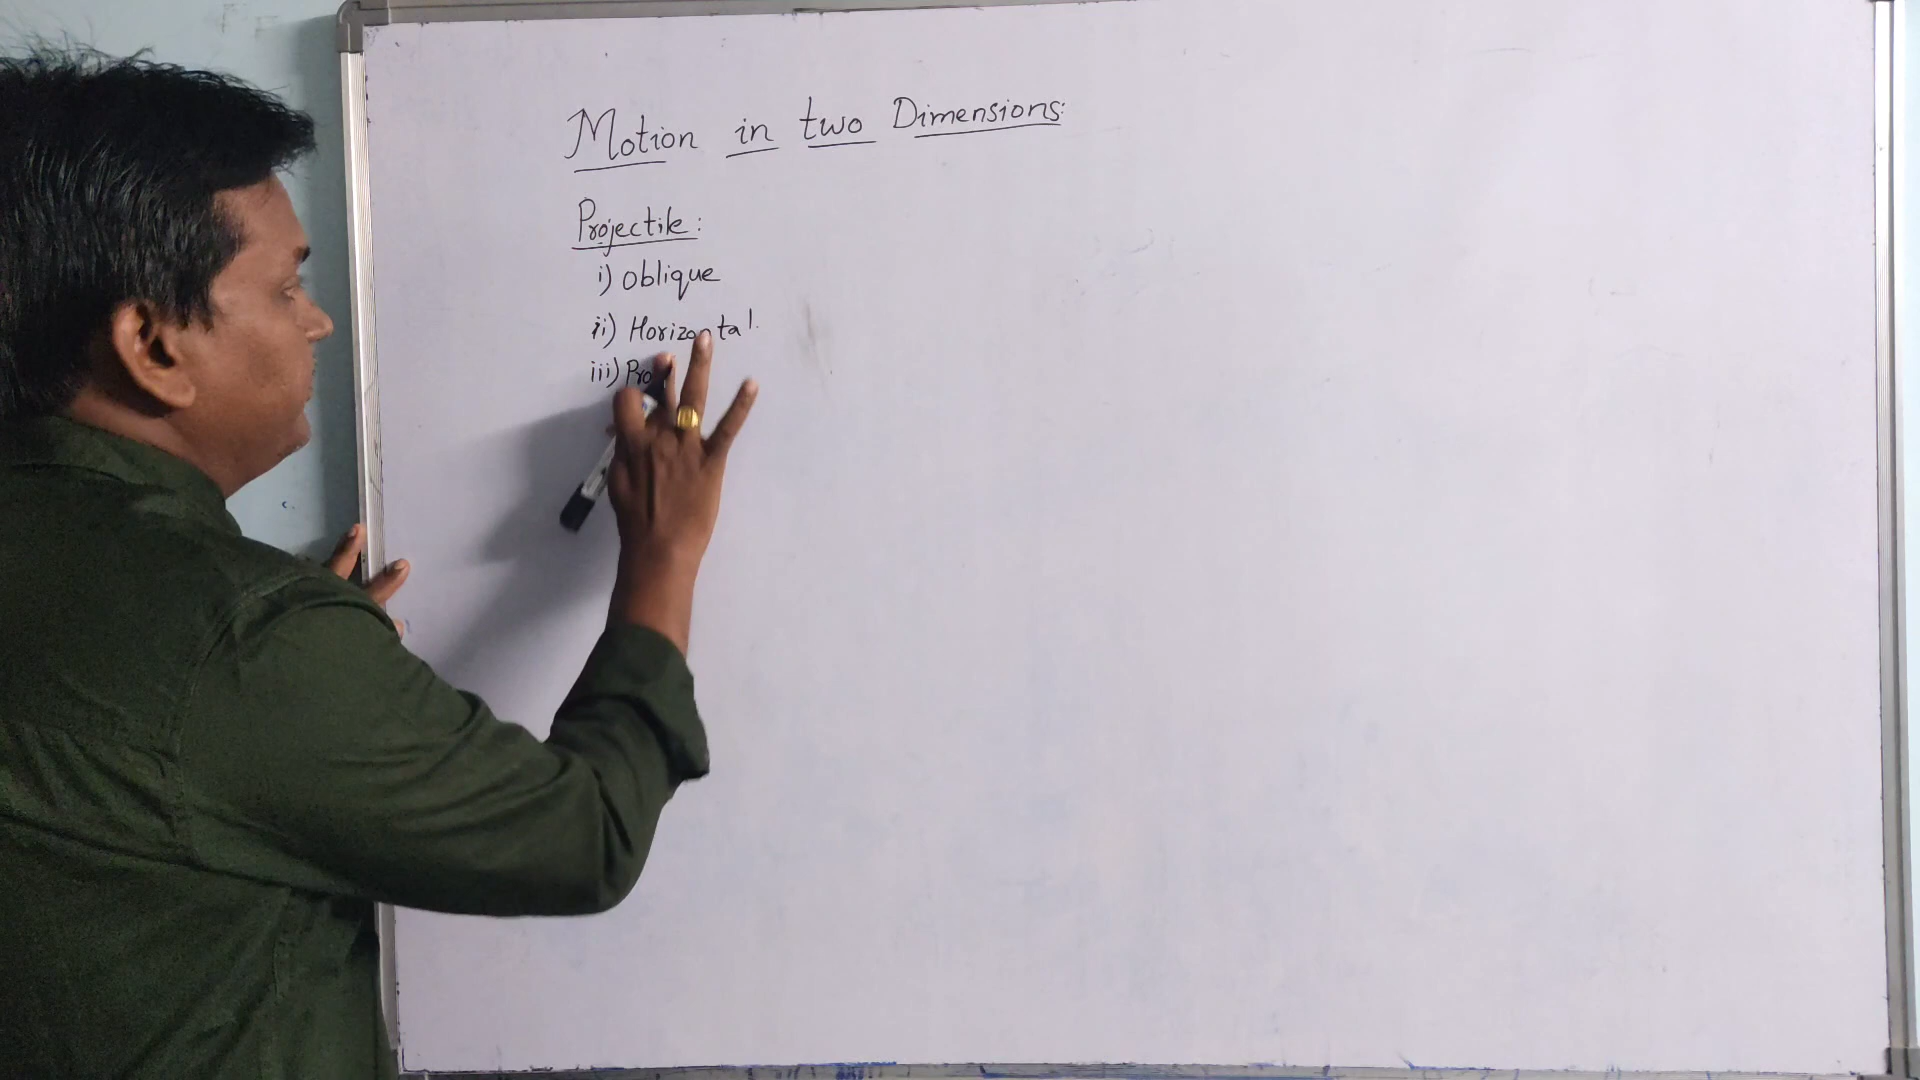 Motion in two Dimensions:
Projectile:
i) Oblique
ii) Horizontal.
iii) Pro